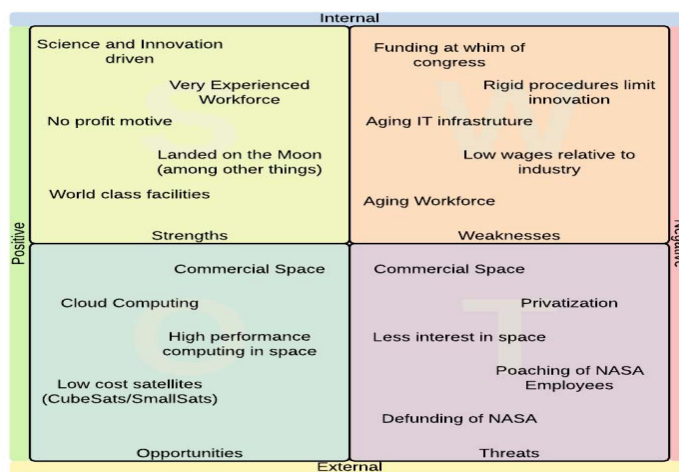 Internal
Science and Innovation
driven
Very Experienced
Workforce
No profit motive
Landed on the Moon
(among other things)
World class facilities
Strengths
Funding at whim of
congress
Rigid procedures limit
innovation
Aging IT infrastruture
Low wages relative to
industry
Aging Workforce
Weaknesses
Positive
Negative
Commercial Space
Cloud Computing
High performance
computing in space
Low cost satellites
(CubeSats/SmallSats)
Opportunities
Commercial Space
Privatization
Less interest in space
Poaching of NASA
Employees
Defunding of NASA
Threats
External
S
W
O
T